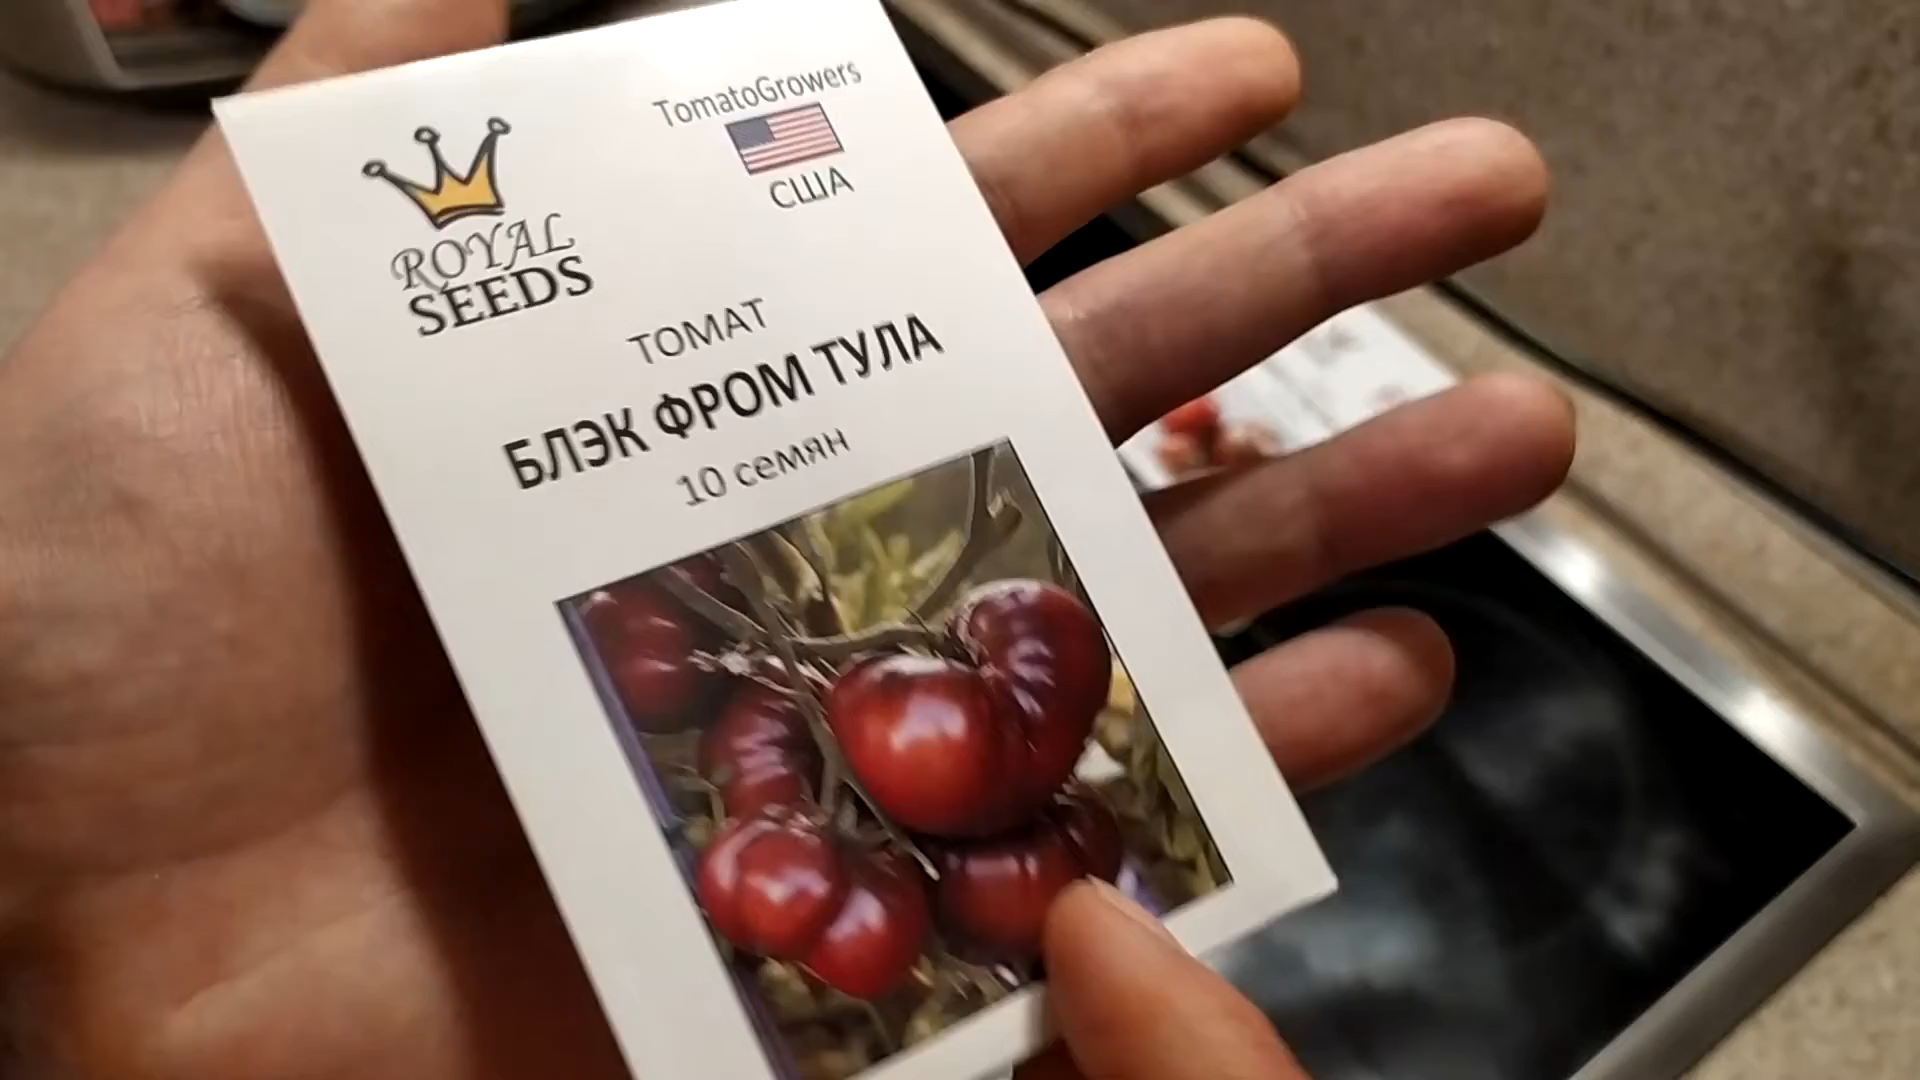 TomatoGrowers
США
ROYAL
SEEDS
ТОМАТ
БЛЭК ФРОМ ТУЛА
10 семян